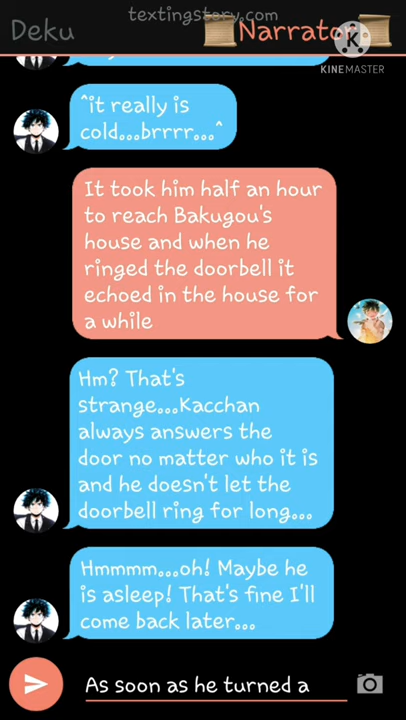 textingstory.com
Deku
Narrator
K
KINEMASTER
^it really is
cold...brrrr...^
It took him half an hour
to reach Bakugou's
house and when he
ringed the doorbell it
echoed in the house for
a while
Hm? That's
strange...Kacchan
always answers the
door no matter who it is
and he doesn't let the
doorbell ring for long...
Hmmmm...oh! Maybe he
is asleep! That's fine I'll
come back later...
As soon as he turned a